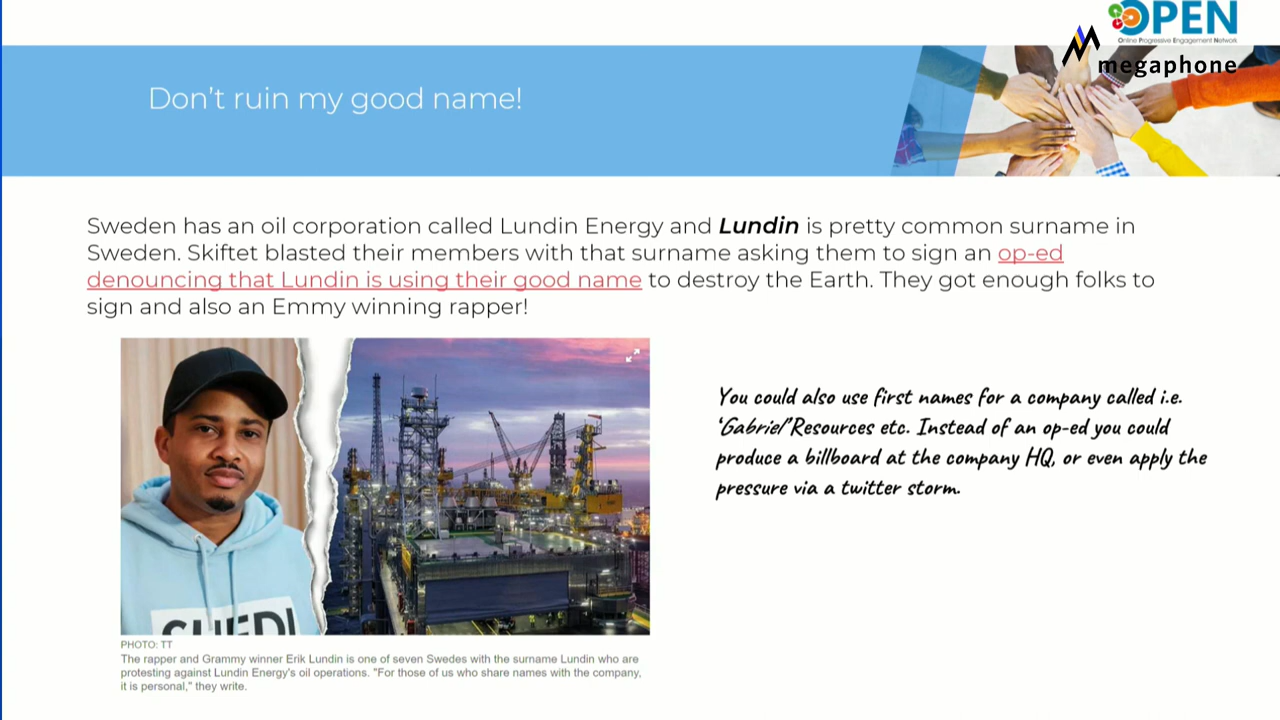 OPEN
Online Progressive Engagement Network
megaphone
Don't ruin my good name!
Sweden has an oil corporation called Lundin Energy and Lundin is pretty common surname in
Sweden. Skiftet blasted their members with that surname asking them to sign an op-ed
denouncing that Lundin is using their good name to destroy the Earth. They got enough folks to
sign and also an Emmy winning rapper!
You could also use first names for a company called i.e.
'Gabriel' Resources etc. Instead of an op-ed you could
produce a billboard at the company HQ, or even apply the
pressure via a twitter storm.
PHOTO: TT
The rapper and Grammy winner Erik Lundin is one of seven Swedes with the surname Lundin who are
protesting against Lundin Energy's oil operations. "For those of us who share names with the company,
it is personal," they write.